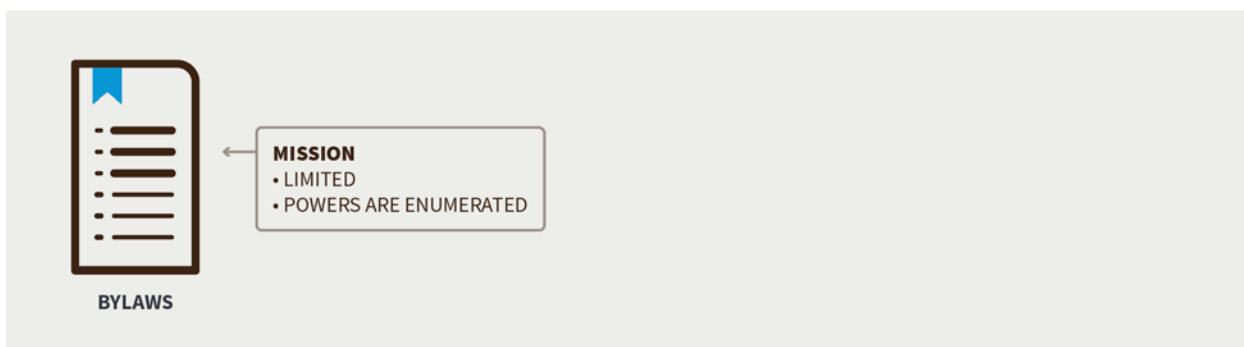 MISSION
• LIMITED
• POWERS ARE ENUMERATED
BYLAWS